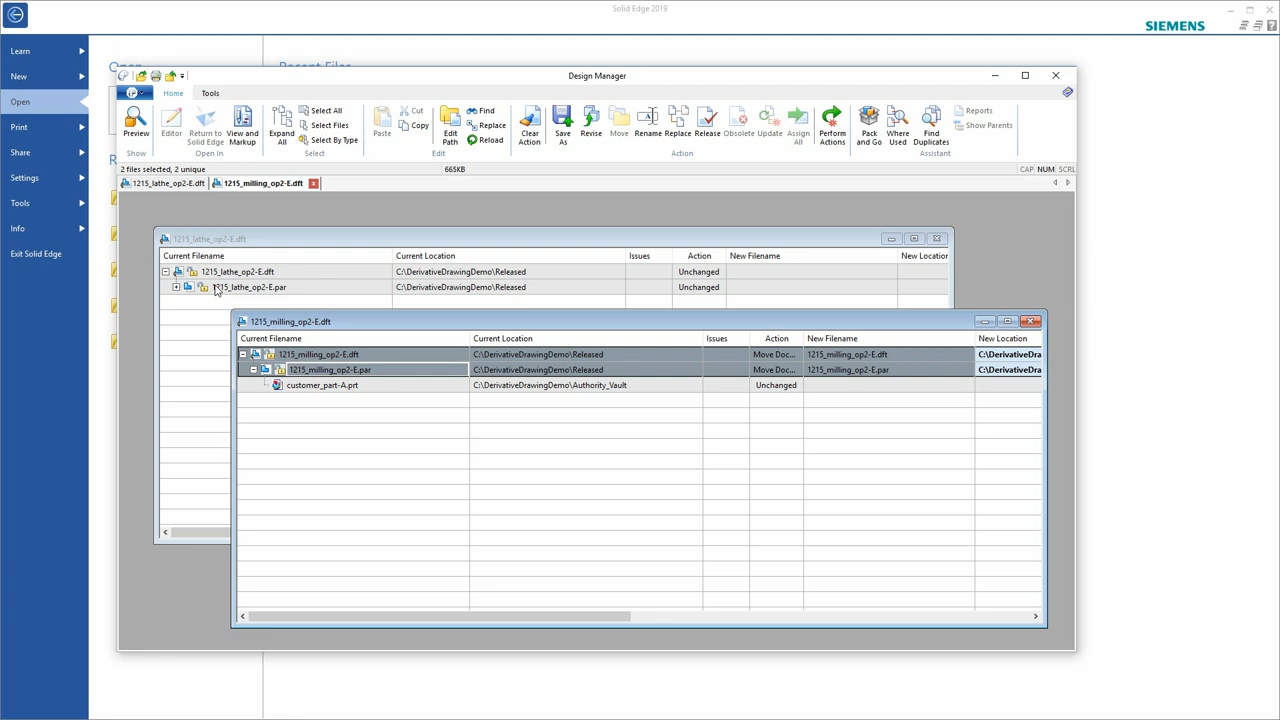 Solid Edge 2019
SIEMENS
Learn
New
Open
Print
Share
Settings
Tools
Info
Exit Solid Edge
Design Manager
Home
Tools
Preview
Show
Editor
Return to Solid Edge
View and Markup
Open In
Expand All
Select All
Select Files
Select By Type
Select
Paste
Cut
Copy
Edit Path
Find
Replace
Reload
Edit
Clear Action
Save As
Revise
Move
Rename
Replace
Release
Obsolete
Update
Assign All
Action
Perform Actions
Pack and Go
Where Used
Find Duplicates
Reports
Show Parents
Assistant
2 files selected, 2 unique
665KB
CAP NUM SCRL
1215_lathe_op2-E.dft
1215_milling_op2-E.dft
1215_lathe_op2-E.dft
Current Filename Current Location Issues Action New Filename New Location
1215_lathe_op2-E.dft C:\DerivativeDrawingDemo\Released Unchanged
1215_lathe_op2-E.par C:\DerivativeDrawingDemo\Released Unchanged
1215_milling_op2-E.dft
Current Filename Current Location Issues Action New Filename New Location
1215_milling_op2-E.dft C:\DerivativeDrawingDemo\Released Move Doc... 1215_milling_op2-E.dft C:\DerivativeDra
1215_milling_op2-E.par C:\DerivativeDrawingDemo\Released Move Doc... 1215_milling_op2-E.par C:\DerivativeDra
customer_part-A.prt C:\DerivativeDrawingDemo\Authority_Vault Unchanged